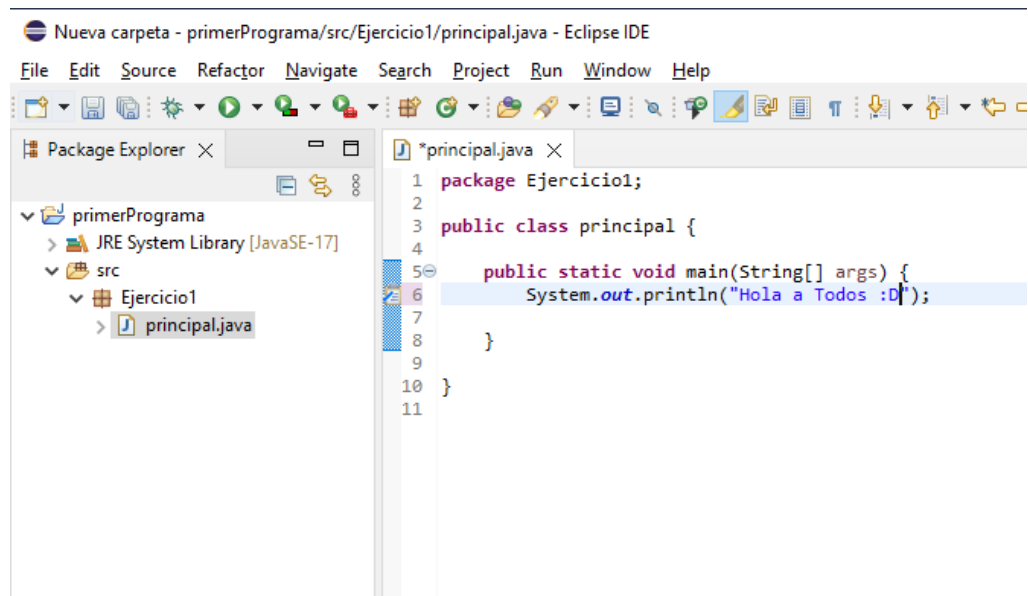 Nueva carpeta - primerPrograma/src/Ejercicio1/principal.java - Eclipse IDE
File Edit Source Refactor Navigate Search Project Run Window Help
Package Explorer
primerPrograma
JRE System Library [JavaSE-17]
src
Ejercicio1
principal.java
*principal.java
1 package Ejercicio1;
2
3 public class principal {
4
5 public static void main(String[] args) {
6 System.out.println("Hola a Todos :D");
7
8 }
9
10 }
11